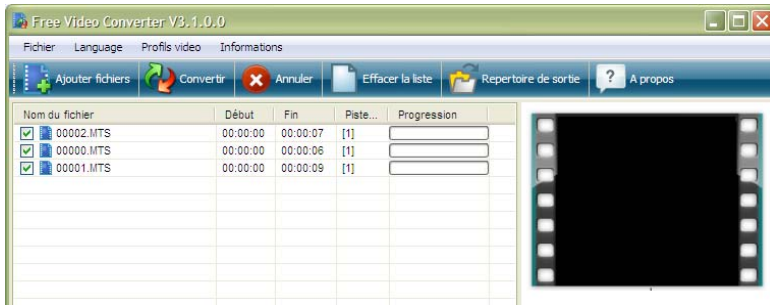 Free Video Converter V3.1.0.0
Fichier Language Profils video Informations
Ajouter fichiers Convertir Annuler Effacer la liste Repertoire de sortie ? A propos
Nom du fichier Début Fin Piste... Progression
00002.MTS 00:00:00 00:00:07 [1]
00000.MTS 00:00:00 00:00:06 [1]
00001.MTS 00:00:00 00:00:09 [1]